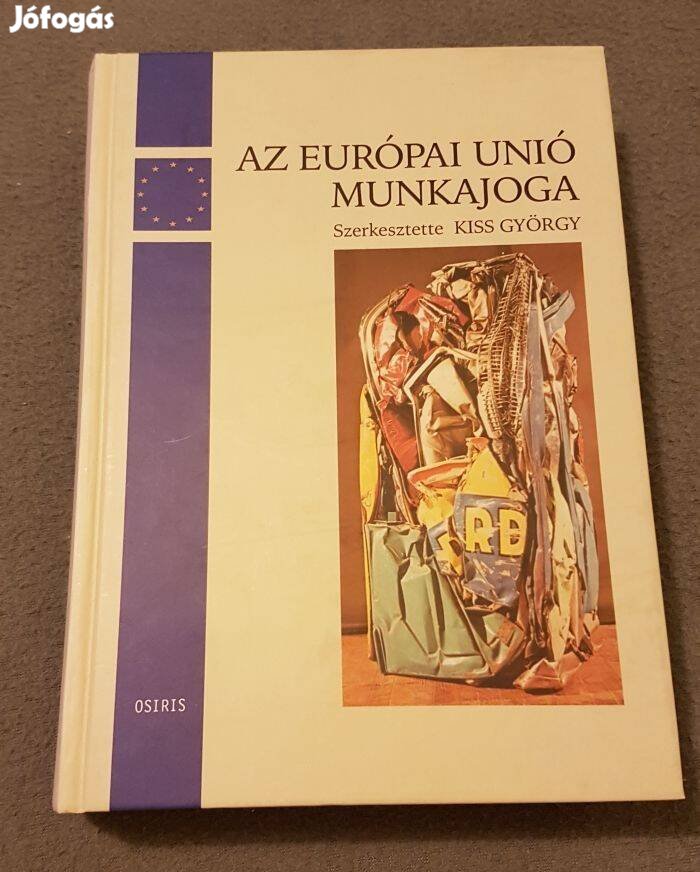 Jófogás
AZ EURÓPAI UNIÓ
MUNKAJOGA
Szerkesztette KISS GYÖRGY
RD
OSIRIS